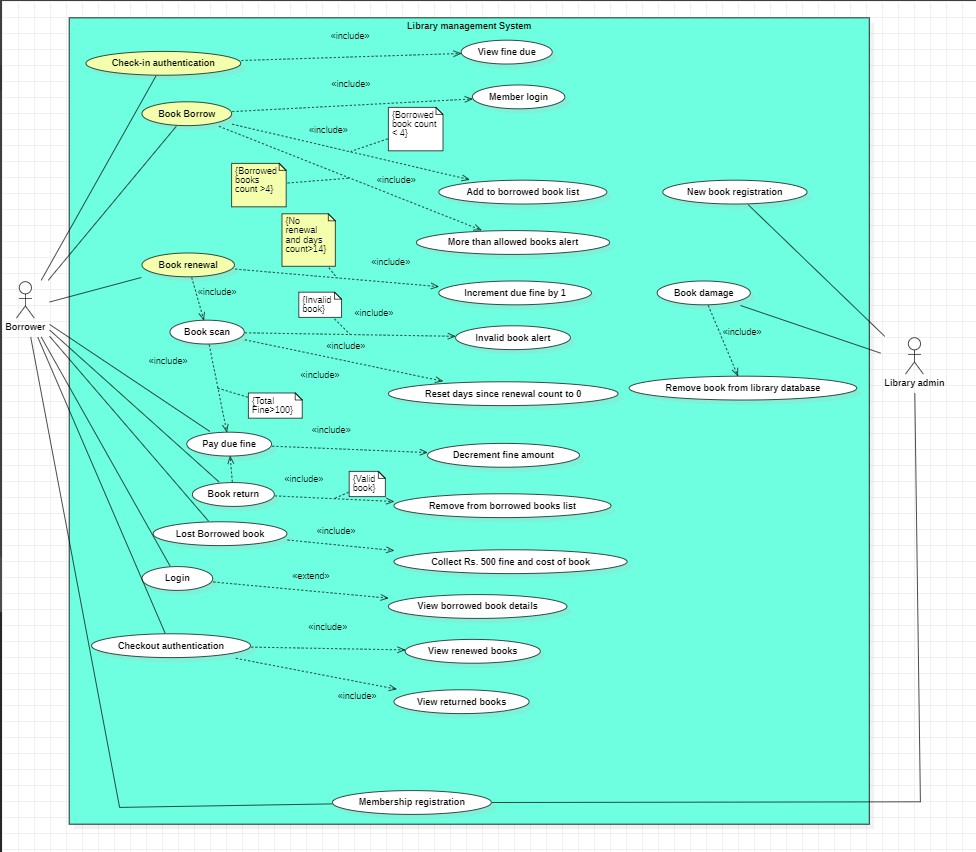 Library management System
«include»
View fine due
Check-in authentication
«include»
Member login
Book Borrow
{Borrowed
book count
< 4}
«include»
{Borrowed
books
count >4}
«include»
Add to borrowed book list
New book registration
{No
renewal
and days
count>14}
More than allowed books alert
Book renewal
«include»
«include»
Increment due fine by 1
Book damage
{Invalid
book}
«include»
Borrower
Book scan
«include»
Invalid book alert
«include»
«include»
«include»
Library admin
Reset days since renewal count to 0
Remove book from library database
{Total
Fine>100}
«include»
Pay due fine
Decrement fine amount
«include»
{Valid
book}
Book return
Remove from borrowed books list
Lost Borrowed book
«include»
Collect Rs. 500 fine and cost of book
Login
«extend»
View borrowed book details
«include»
Checkout authentication
View renewed books
«include»
View returned books
Membership registration